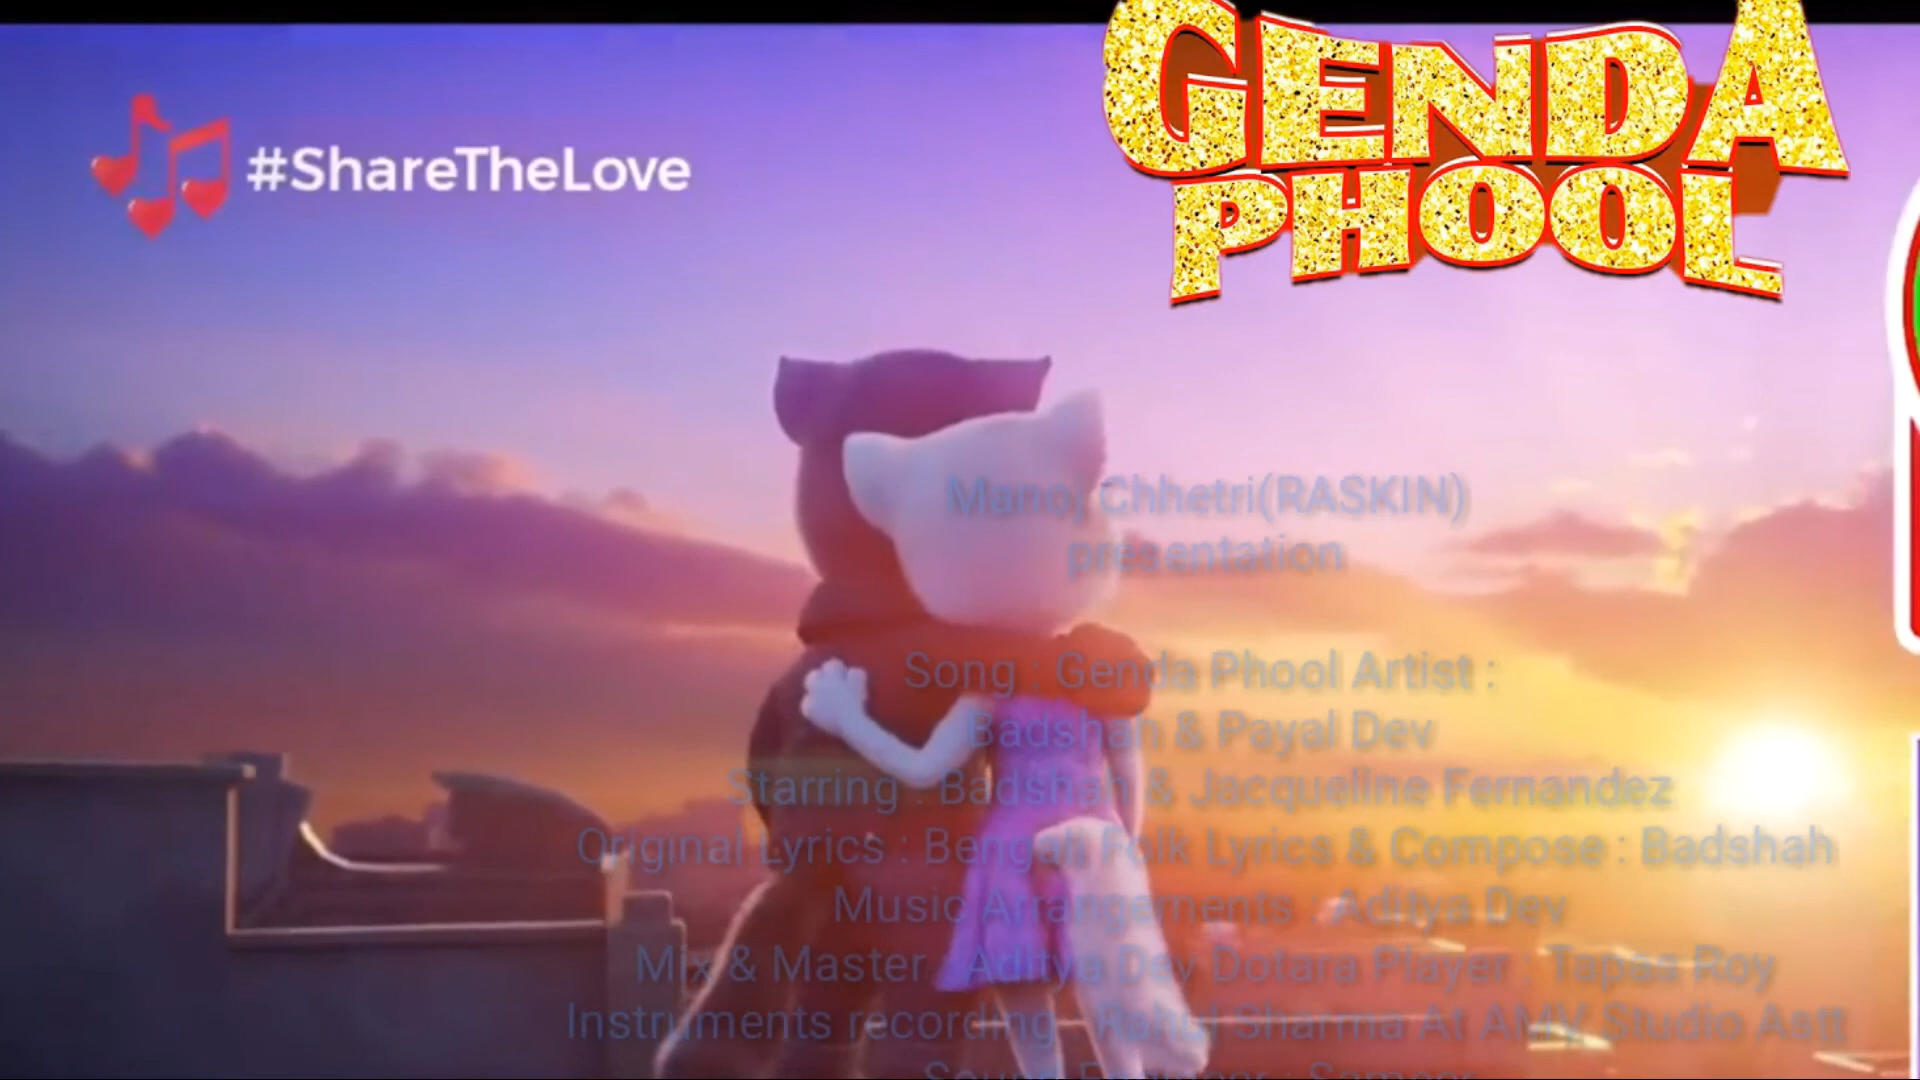 GENDA
PHOOL
#ShareTheLove
Manoj Chhetri(RASKIN)
presentation
Song : Genda Phool Artist :
Badshah & Payal Dev
Starring : Badshah & Jacqueline Fernandez
Original Lyrics : Bengali Folk Lyrics & Compose : Badshah
Music Arrangements : Aditya Dev
Mix & Master : Aditya Dev Dotara Player : Tapas Roy
Instruments recording : Rahul Sharma At AMV Studio Astt